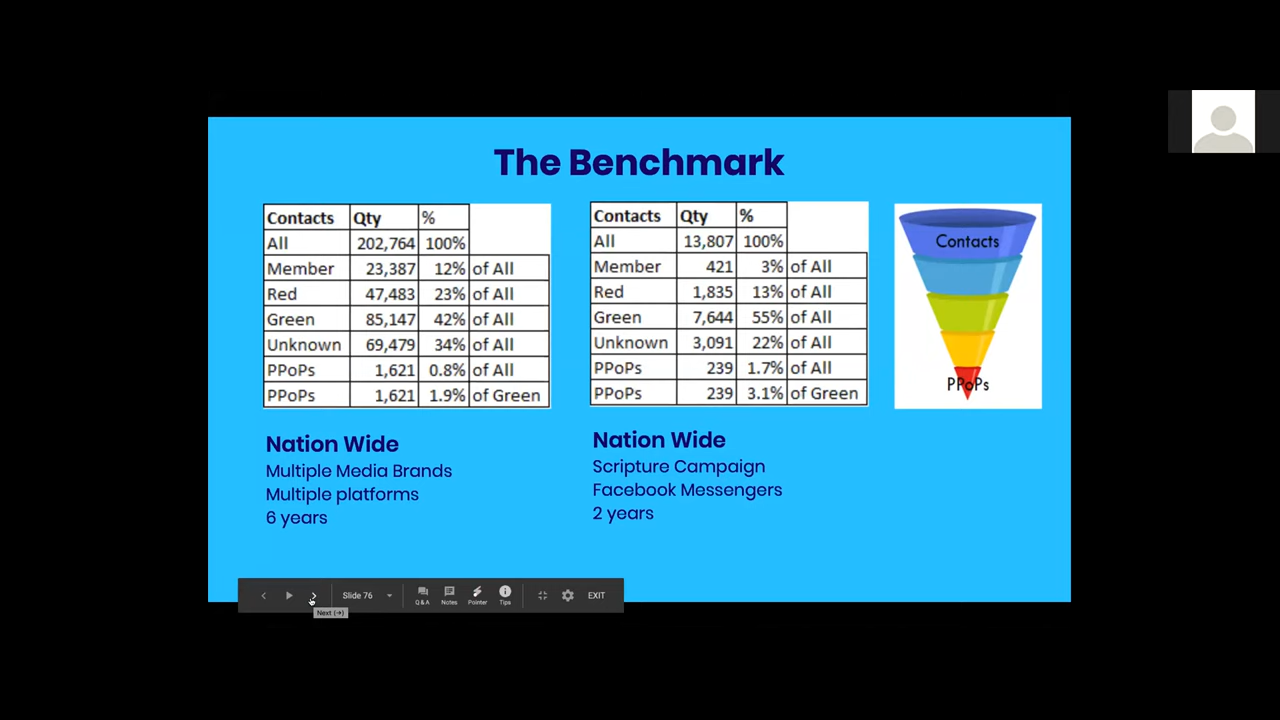 The Benchmark
Contacts Qty %
All 202,764 100%
Member 23,387 12% of All
Red 47,483 23% of All
Green 85,147 42% of All
Unknown 69,479 34% of All
PPoPs 1,621 0.8% of All
PPoPs 1,621 1.9% of Green
Nation Wide
Multiple Media Brands
Multiple platforms
6 years
Contacts Qty %
All 13,807 100%
Member 421 3% of All
Red 1,835 13% of All
Green 7,644 55% of All
Unknown 3,091 22% of All
PPoPs 239 1.7% of All
PPoPs 239 3.1% of Green
Nation Wide
Scripture Campaign
Facebook Messengers
2 years
Contacts
PPoPs
Slide 76
Q&A
Notes
Pointer
Tips
EXIT
Next (→)